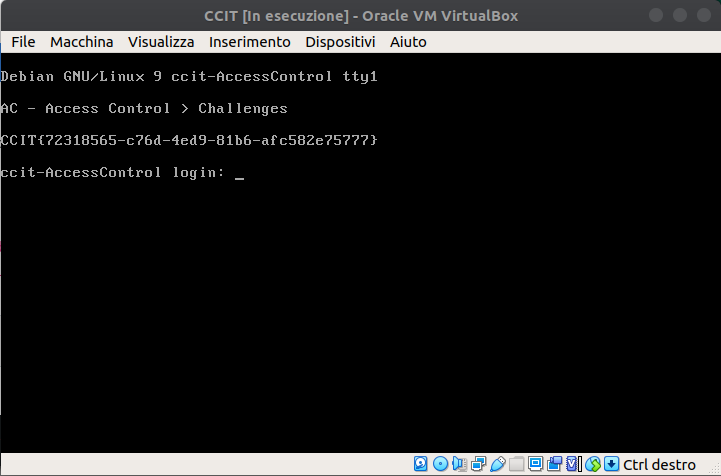 CCIT [In esecuzione] - Oracle VM VirtualBox
File Macchina Visualizza Inserimento Dispositivi Aiuto
Debian GNU/Linux 9 ccit-AccessControl tty1
AC - Access Control > Challenges
CCIT{72318565-c76d-4ed9-81b6-afc582e75777}
ccit-AccessControl login: _
Ctrl destro